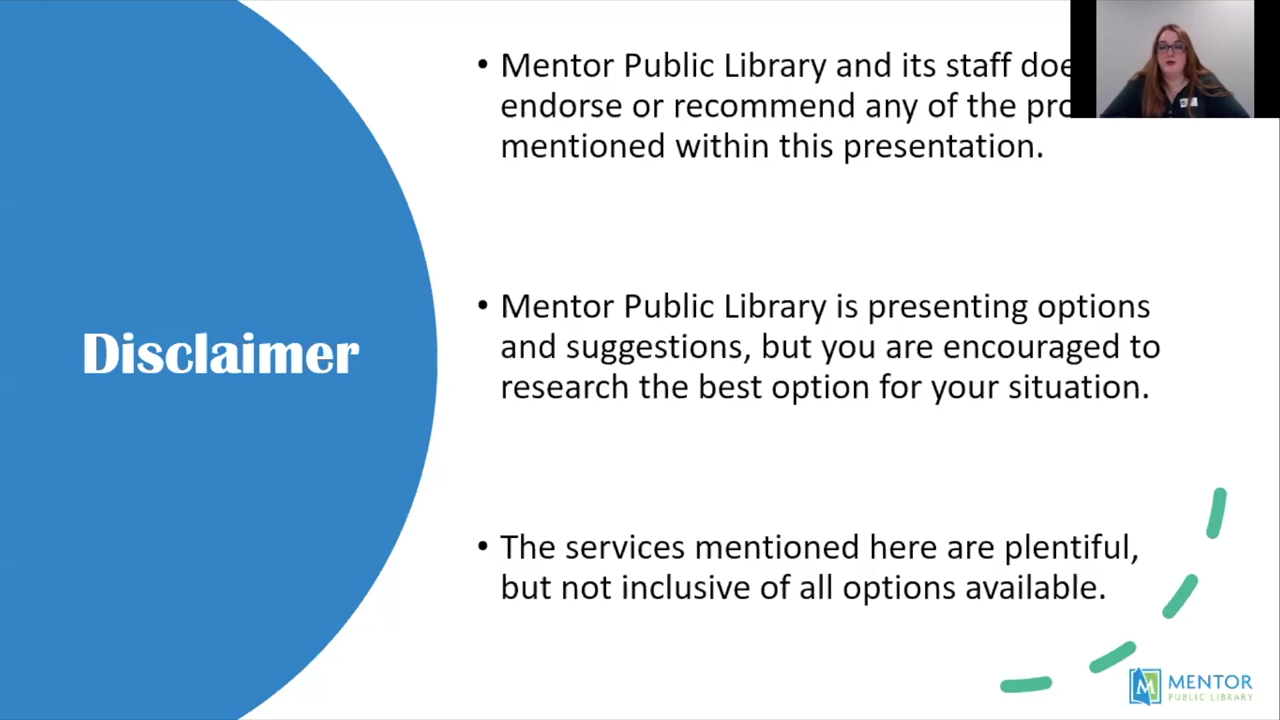 Disclaimer
• Mentor Public Library and its staff
endorse or recommend any of the
mentioned within this presentation.
• Mentor Public Library is presenting options
and suggestions, but you are encouraged to
research the best option for your situation.
• The services mentioned here are plentiful,
but not inclusive of all options available.
M MENTOR
PUBLIC LIBRARY